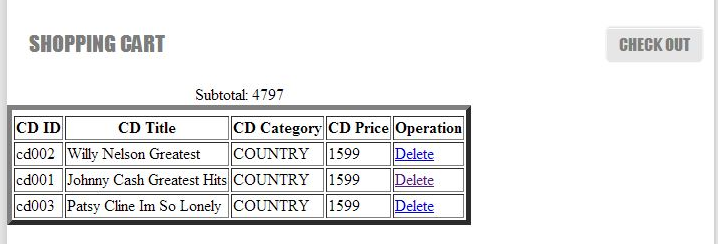 SHOPPING CART
CHECK OUT
Subtotal: 4797
CD ID CD Title CD Category CD Price Operation
cd002 Willy Nelson Greatest COUNTRY 1599 Delete
cd001 Johnny Cash Greatest Hits COUNTRY 1599 Delete
cd003 Patsy Cline Im So Lonely COUNTRY 1599 Delete